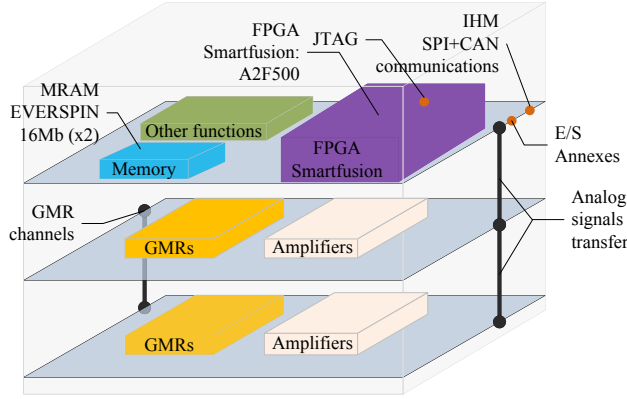 FPGA
Smartfusion:
A2F500
JTAG
IHM
SPI+CAN
communications
MRAM
EVERSPIN
16Mb (x2)
Other functions
Memory
FPGA
Smartfusion
E/S
Annexes
GMR
channels
GMRs
Amplifiers
Analog
signals
transfer
GMRs
Amplifiers